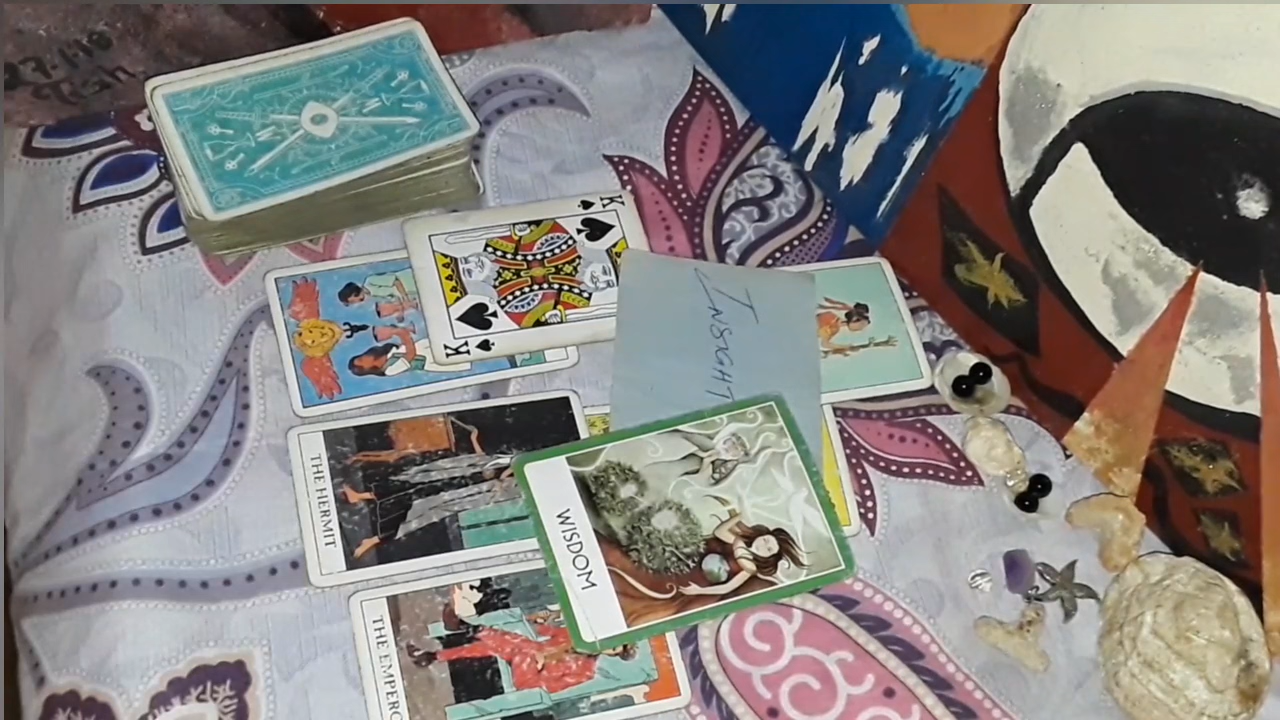 K
K
INSIGHT
THE HERMIT
WISDOM
THE EMPERO